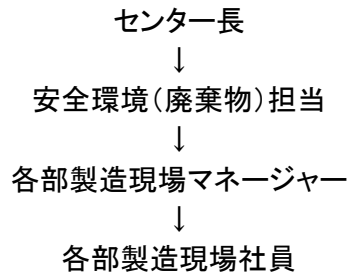 センター長
↓
安全環境（廃棄物）担当
↓
各部製造現場マネージャー
↓
各部製造現場社員